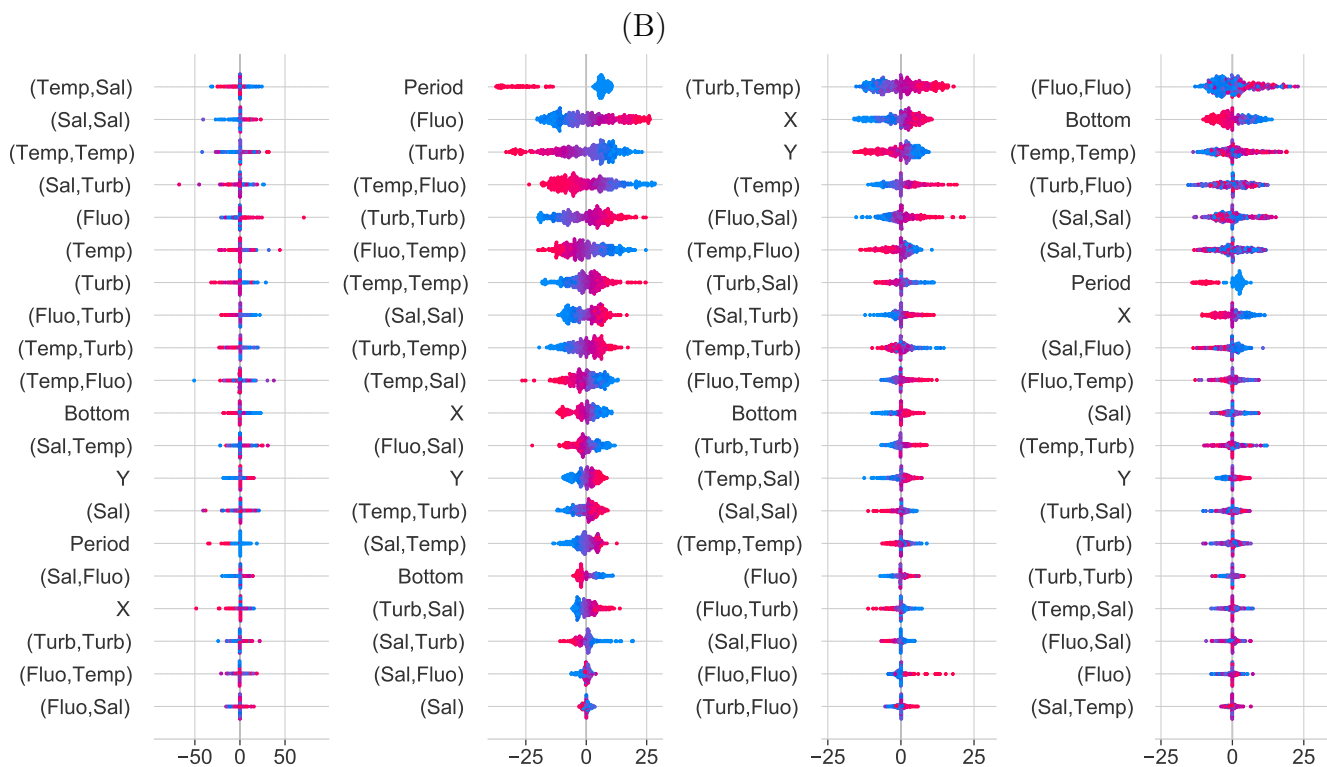 (B)
(Temp,Sal)
(Sal,Sal)
(Temp,Temp)
(Sal,Turb)
(Fluo)
(Temp)
(Turb)
(Fluo,Turb)
(Temp,Turb)
(Temp,Fluo)
Bottom
(Sal,Temp)
Y
(Sal)
Period
(Sal,Fluo)
X
(Turb,Turb)
(Fluo,Temp)
(Fluo,Sal)
−50 0 50
Period
(Fluo)
(Turb)
(Temp,Fluo)
(Turb,Turb)
(Fluo,Temp)
(Temp,Temp)
(Sal,Sal)
(Turb,Temp)
(Temp,Sal)
X
(Fluo,Sal)
Y
(Temp,Turb)
(Sal,Temp)
Bottom
(Turb,Sal)
(Sal,Turb)
(Sal,Fluo)
(Sal)
−25 0 25
(Turb,Temp)
X
Y
(Temp)
(Fluo,Sal)
(Temp,Fluo)
(Turb,Sal)
(Sal,Turb)
(Temp,Turb)
(Fluo,Temp)
Bottom
(Turb,Turb)
(Temp,Sal)
(Sal,Sal)
(Temp,Temp)
(Fluo)
(Fluo,Turb)
(Sal,Fluo)
(Fluo,Fluo)
(Turb,Fluo)
−25 0 25
(Fluo,Fluo)
Bottom
(Temp,Temp)
(Turb,Fluo)
(Sal,Sal)
(Sal,Turb)
Period
X
(Sal,Fluo)
(Fluo,Temp)
(Sal)
(Temp,Turb)
Y
(Turb,Sal)
(Turb)
(Turb,Turb)
(Temp,Sal)
(Fluo,Sal)
(Fluo)
(Sal,Temp)
−25 0 25